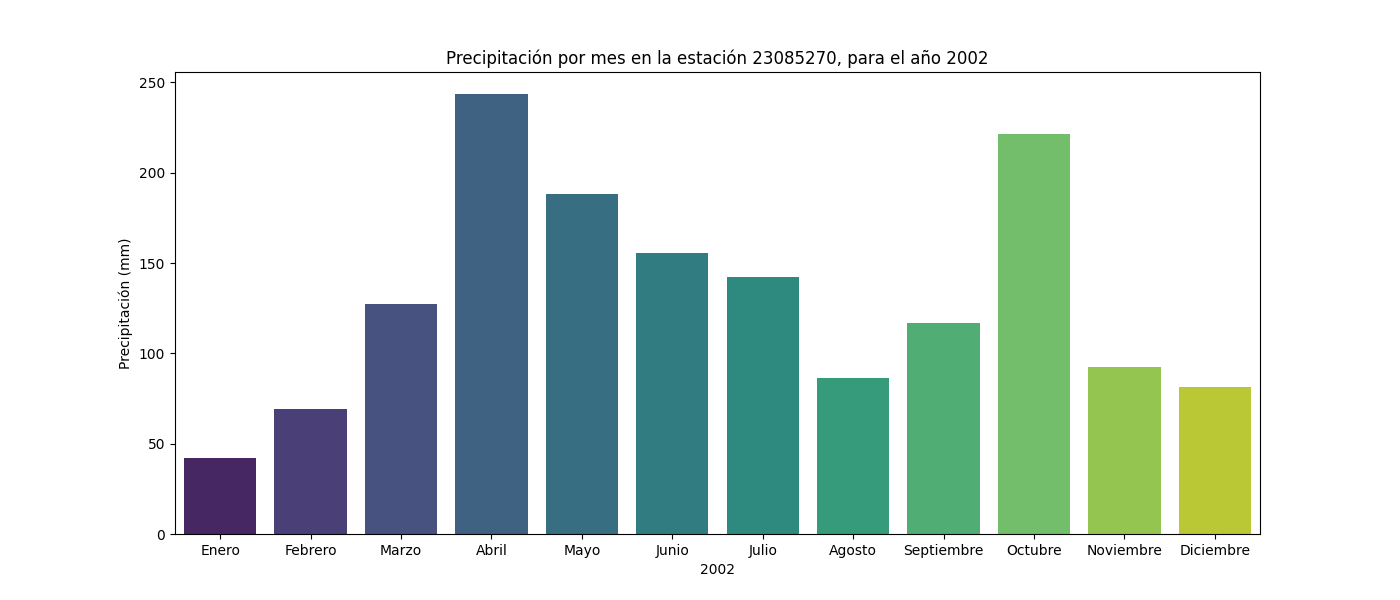 Precipitación por mes en la estación 23085270, para el año 2002
250
200
150
100
50
0
Precipitación (mm)
Enero Febrero Marzo Abril Mayo Junio Julio Agosto Septiembre Octubre Noviembre Diciembre
2002